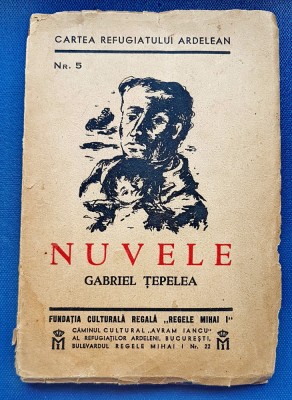 CARTEA REFUGIATULUI ARDELEAN
Nr. 5
NUVELE
GABRIEL ȚEPELEA
FUNDAȚIA CULTURALĂ REGALĂ „REGELE MIHAI I"
CĂMINUL CULTURAL „AVRAM IANCU"
AL REFUGIAȚILOR ARDELENI, BUCUREȘTI,
BULEVARDUL REGELE MIHAI I Nr. 22